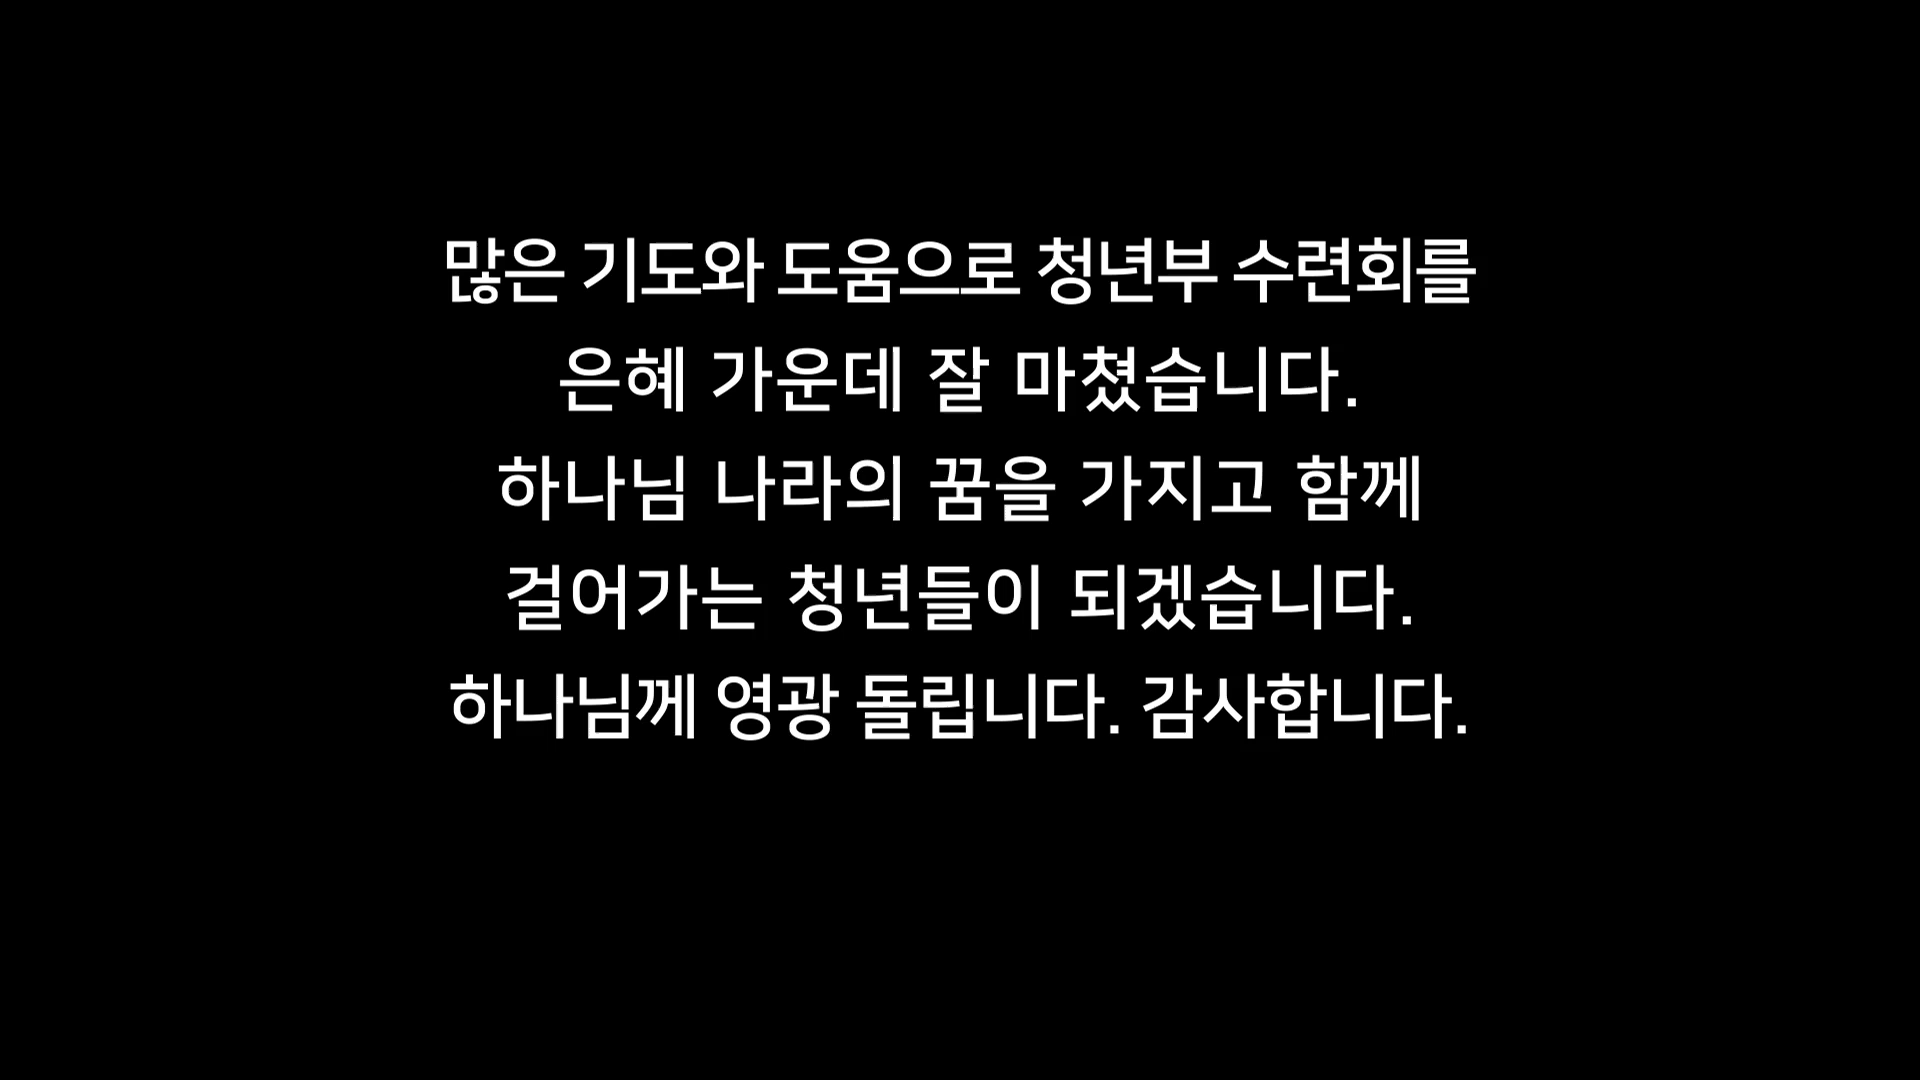 많은 기도와 도움으로 청년부 수련회를
은혜 가운데 잘 마쳤습니다.
하나님 나라의 꿈을 가지고 함께
걸어가는 청년들이 되겠습니다.
하나님께 영광 돌립니다. 감사합니다.